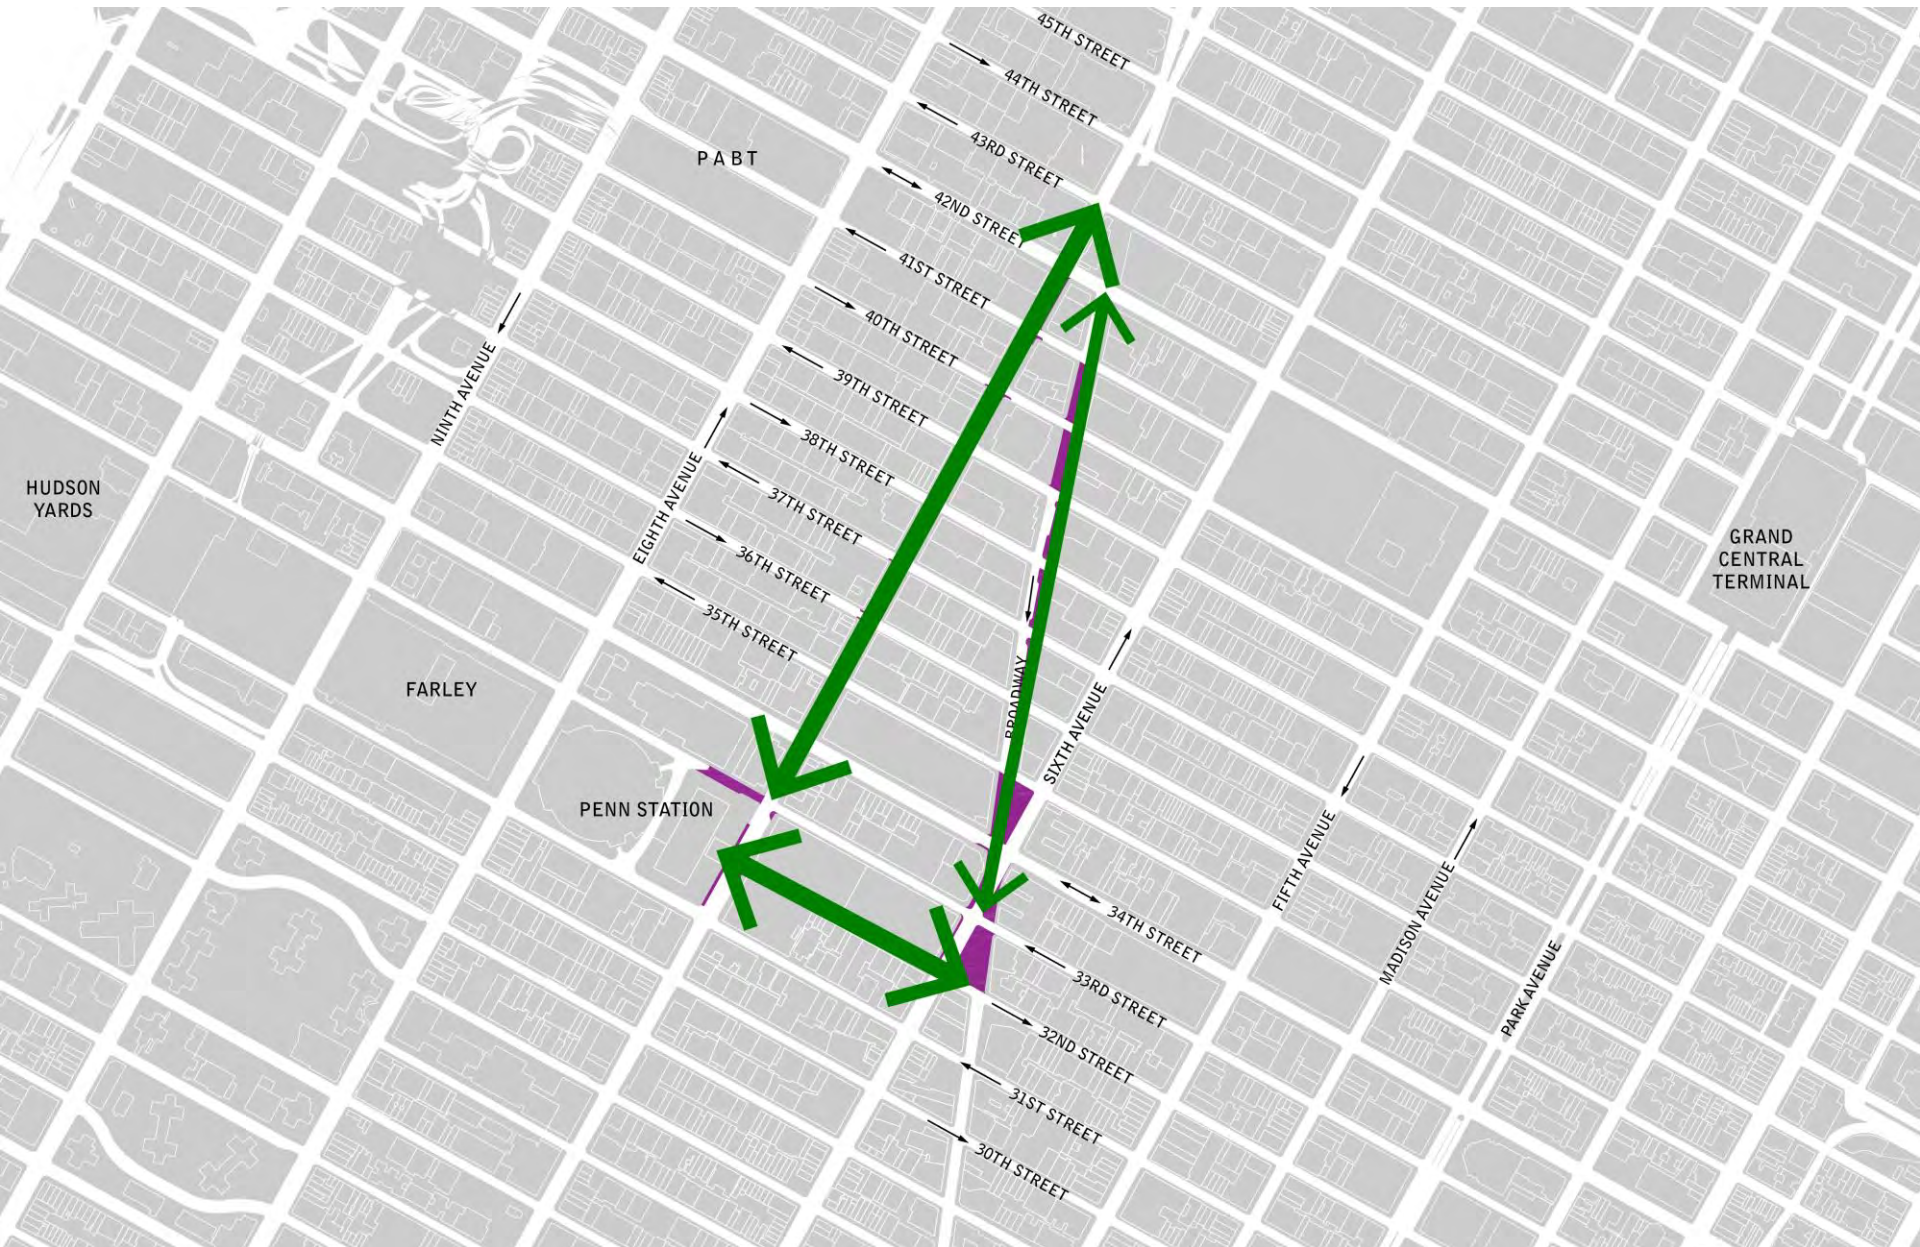 45TH STREET
44TH STREET
43RD STREET
PABT
42ND STREET
41ST STREET
40TH STREET
39TH STREET
NINTH AVENUE
38TH STREET
EIGHTH AVENUE
37TH STREET
HUDSON
YARDS
36TH STREET
GRAND
CENTRAL
TERMINAL
35TH STREET
FARLEY
BROADWAY
SIXTH AVENUE
PENN STATION
FIFTH AVENUE
34TH STREET
MADISON AVENUE
33RD STREET
PARK AVENUE
32ND STREET
31ST STREET
30TH STREET